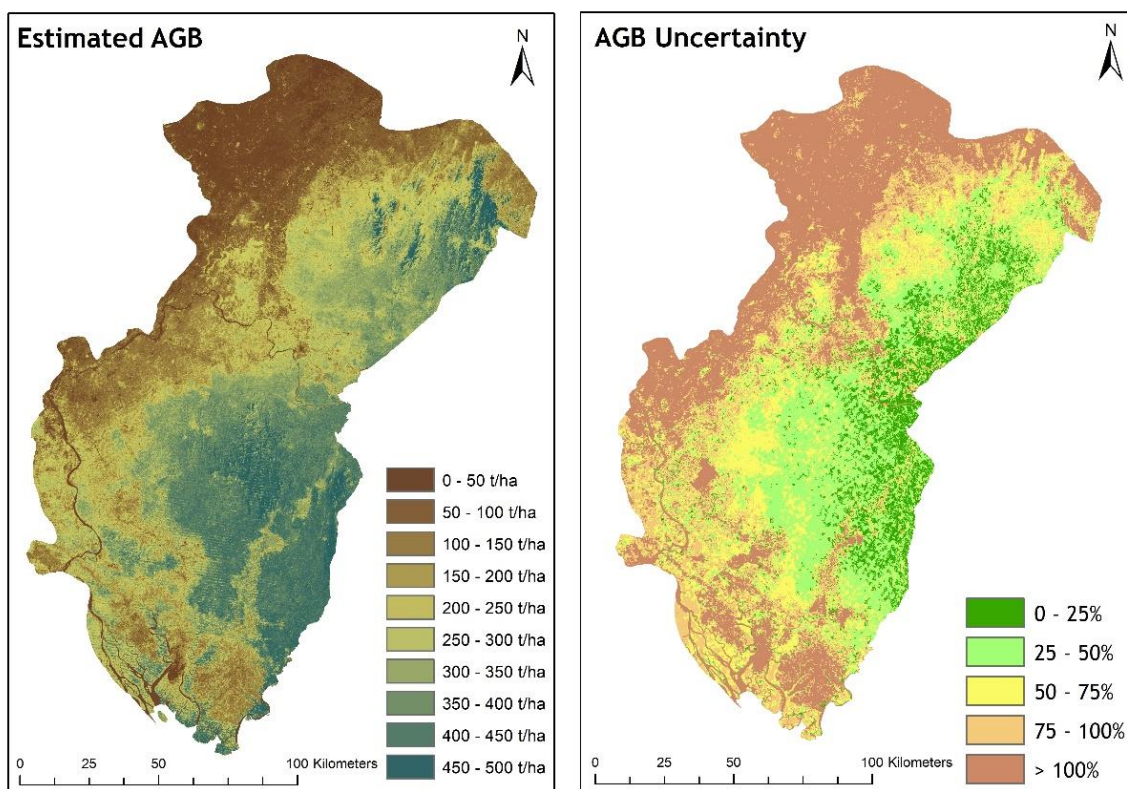 Estimated AGB
N
0 - 50 t/ha
50 - 100 t/ha
100 - 150 t/ha
150 - 200 t/ha
200 - 250 t/ha
250 - 300 t/ha
300 - 350 t/ha
350 - 400 t/ha
400 - 450 t/ha
450 - 500 t/ha
0 25 50 100 Kilometers
AGB Uncertainty
N
0 - 25%
25 - 50%
50 - 75%
75 - 100%
> 100%
0 25 50 100 Kilometers